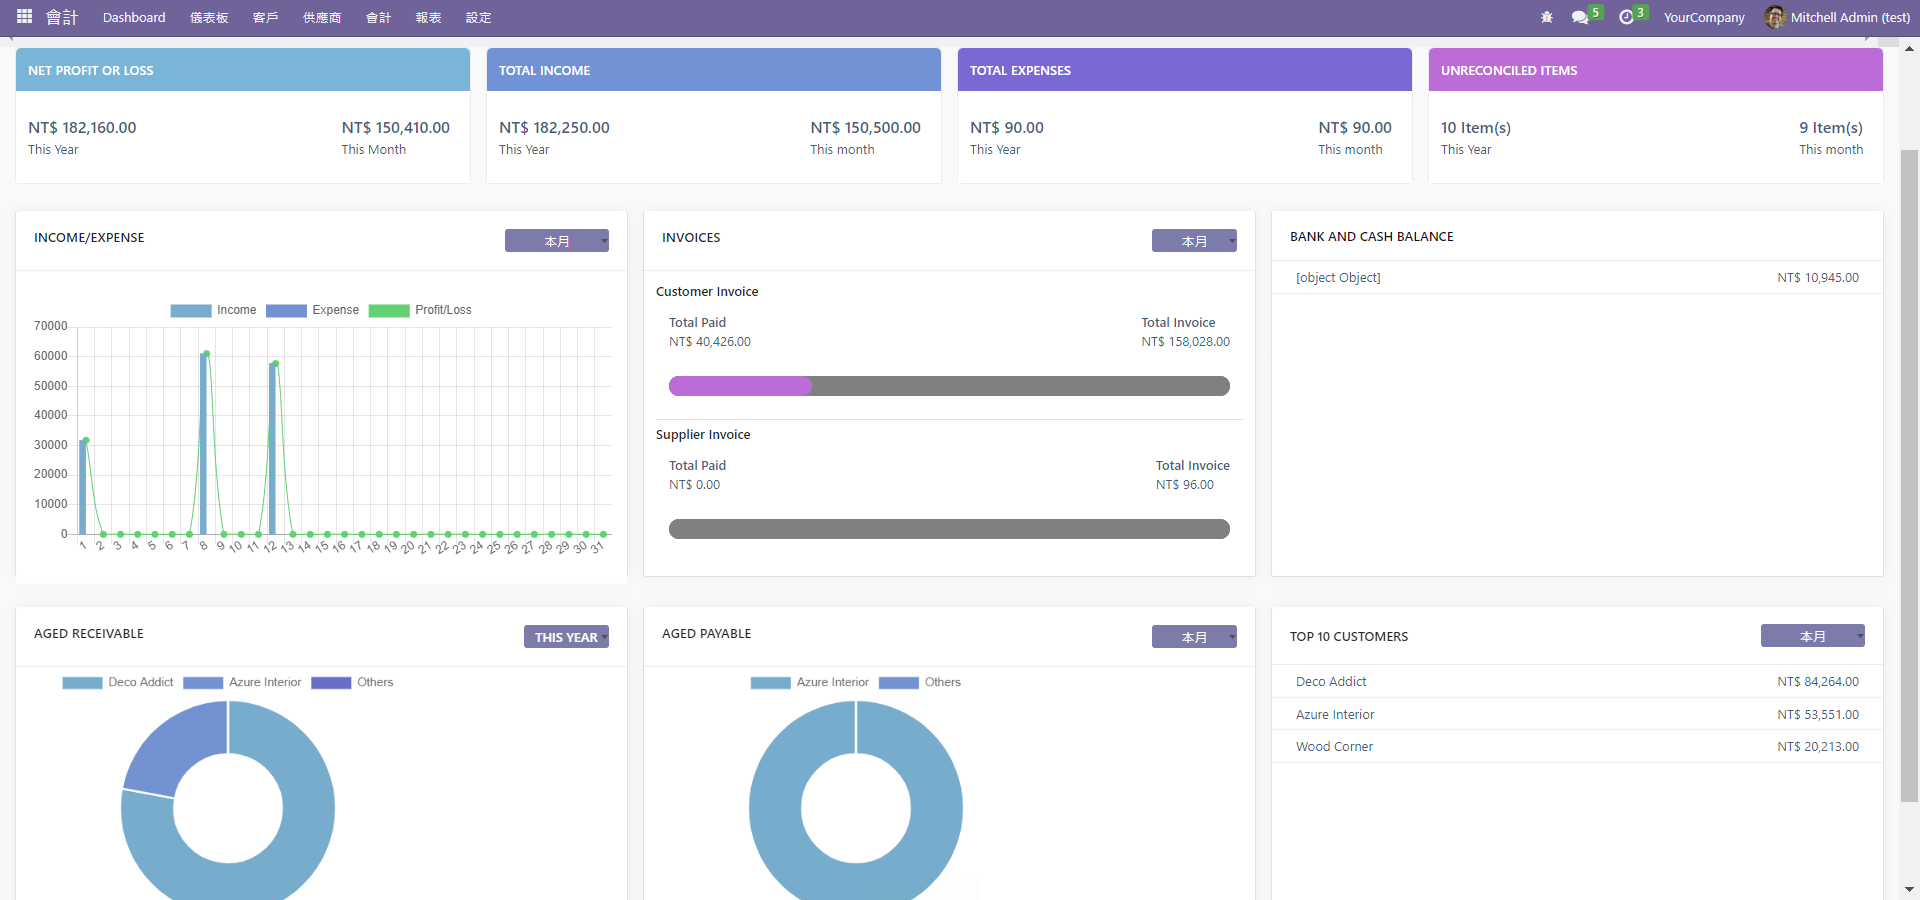 會計 Dashboard 儀表板 客戶 供應商 會計 報表 設定 5 3 YourCompany Mitchell Admin (test)
NET PROFIT OR LOSS
NT$ 182,160.00 NT$ 150,410.00
This Year This Month
TOTAL INCOME
NT$ 182,250.00 NT$ 150,500.00
This Year This month
TOTAL EXPENSES
NT$ 90.00 NT$ 90.00
This Year This month
UNRECONCILED ITEMS
10 Item(s) 9 Item(s)
This Year This month
INCOME/EXPENSE 本月
Income Expense Profit/Loss
70000
60000
50000
40000
30000
20000
10000
0
1 2 3 4 5 6 7 8 9 10 11 12 13 14 15 16 17 18 19 20 21 22 23 24 25 26 27 28 29 30 31
INVOICES 本月
Customer Invoice
Total Paid Total Invoice
NT$ 40,426.00 NT$ 158,028.00
Supplier Invoice
Total Paid Total Invoice
NT$ 0.00 NT$ 96.00
BANK AND CASH BALANCE
[object Object] NT$ 10,945.00
AGED RECEIVABLE THIS YEAR
Deco Addict Azure Interior Others
AGED PAYABLE 本月
Azure Interior Others
TOP 10 CUSTOMERS 本月
Deco Addict NT$ 84,264.00
Azure Interior NT$ 53,551.00
Wood Corner NT$ 20,213.00